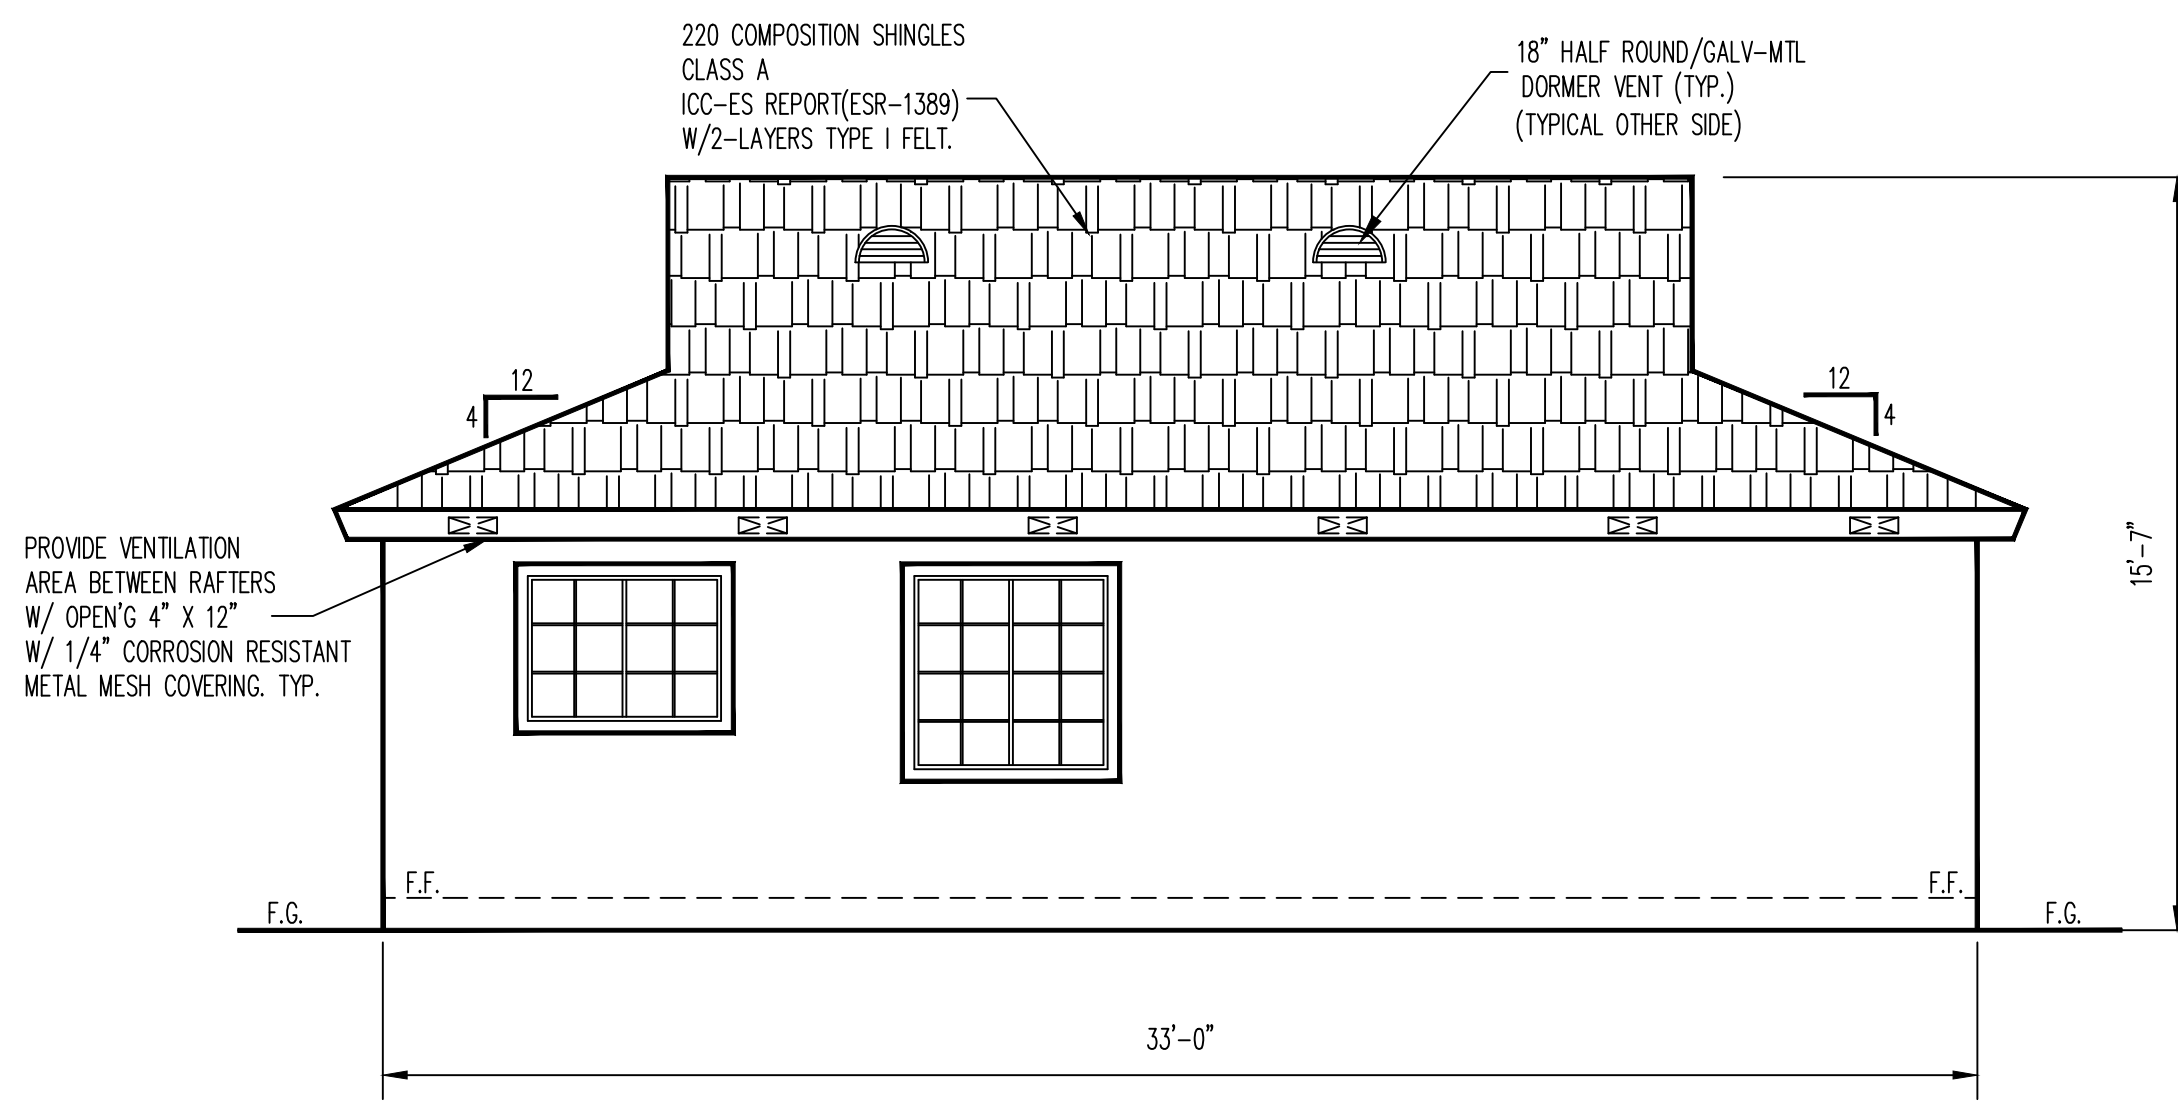 220 COMPOSITION SHINGLES
CLASS A
ICC-ES REPORT(ESR-1389)
W/2-LAYERS TYPE I FELT.
18" HALF ROUND/GALV-MTL
DORMER VENT (TYP.)
(TYPICAL OTHER SIDE)
12
4
12
4
PROVIDE VENTILATION
AREA BETWEEN RAFTERS
W/ OPEN'G 4" X 12"
W/ 1/4" CORROSION RESISTANT
METAL MESH COVERING. TYP.
15'-7"
F.F.
F.F.
F.G.
F.G.
33'-0"